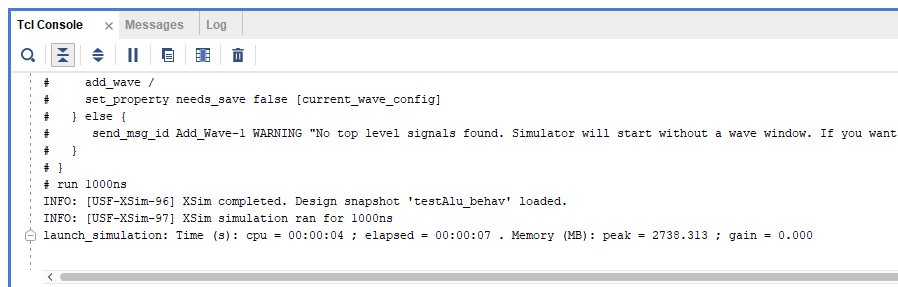 Tcl Console × Messages Log
#     add_wave /
#     set_property needs_save false [current_wave_config]
#   } else {
#      send_msg_id Add_Wave-1 WARNING "No top level signals found. Simulator will start without a wave window. If you want
#   }
# }
# run 1000ns
INFO: [USF-XSim-96] XSim completed. Design snapshot 'testAlu_behav' loaded.
INFO: [USF-XSim-97] XSim simulation ran for 1000ns
launch_simulation: Time (s): cpu = 00:00:04 ; elapsed = 00:00:07 . Memory (MB): peak = 2738.313 ; gain = 0.000